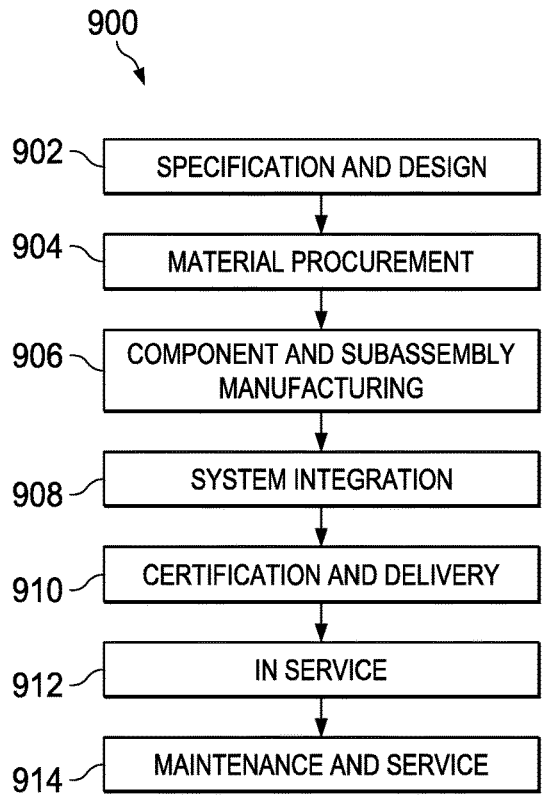 900
902
SPECIFICATION AND DESIGN
904
MATERIAL PROCUREMENT
906
COMPONENT AND SUBASSEMBLY
MANUFACTURING
908
SYSTEM INTEGRATION
910
CERTIFICATION AND DELIVERY
912
IN SERVICE
914
MAINTENANCE AND SERVICE